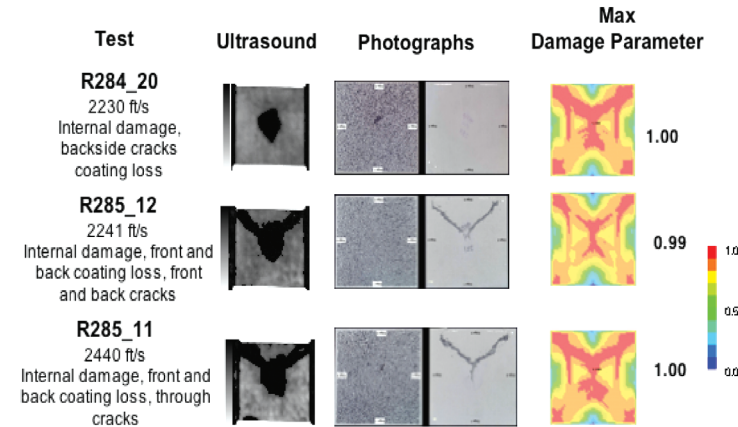 Test
Ultrasound
Photographs
Max
Damage Parameter
R284_20
2230 ft/s
Internal damage,
backside cracks
coating loss
1.00
R285_12
2241 ft/s
Internal damage, front and
back coating loss, front
and back cracks
0.99
R285_11
2440 ft/s
Internal damage, front and
back coating loss, through
cracks
1.00
1.0
0.5
0.0